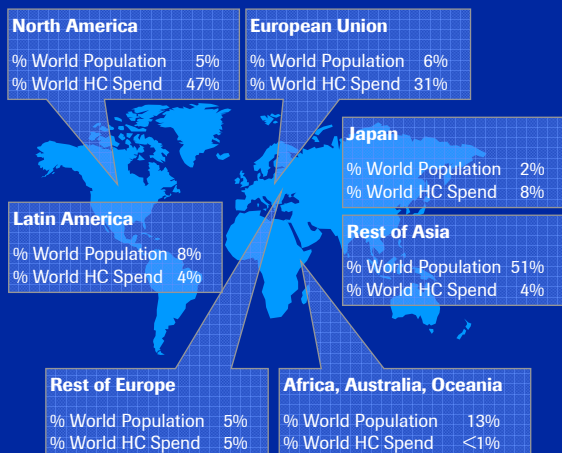 North America
% World Population 5%
% World HC Spend 47%
European Union
% World Population 6%
% World HC Spend 31%
Japan
% World Population 2%
% World HC Spend 8%
Latin America
% World Population 8%
% World HC Spend 4%
Rest of Asia
% World Population 51%
% World HC Spend 4%
Rest of Europe
% World Population 5%
% World HC Spend 5%
Africa, Australia, Oceania
% World Population 13%
% World HC Spend <1%